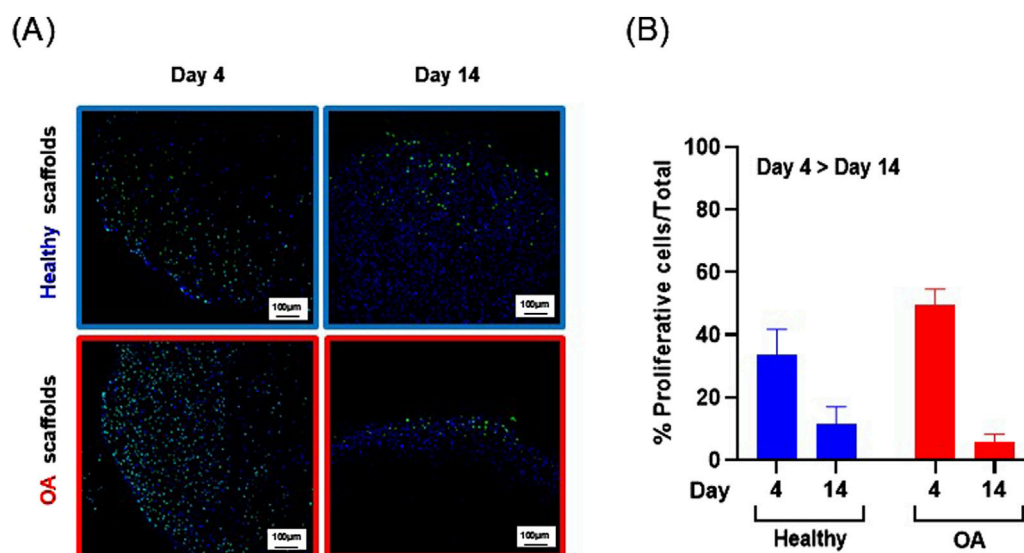 (A)
Day 4
Day 14
Healthy scaffolds
100µm
100µm
OA scaffolds
100µm
100µm
(B)
% Proliferative cells/Total
100
80
60
40
20
0
Day 4 > Day 14
Day 4 14 4 14
Healthy OA